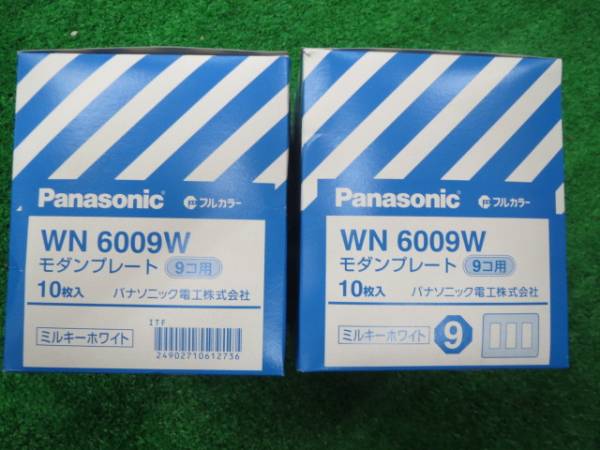 Panasonic フルカラー
WN 6009W
モダンプレート 9コ用
10枚入 パナソニック電工株式会社
ミルキーホワイト
ITF
24902710612736
Panasonic フルカラー
WN 6009W
モダンプレート 9コ用
10枚入 パナソニック電工株式会社
ミルキーホワイト 9